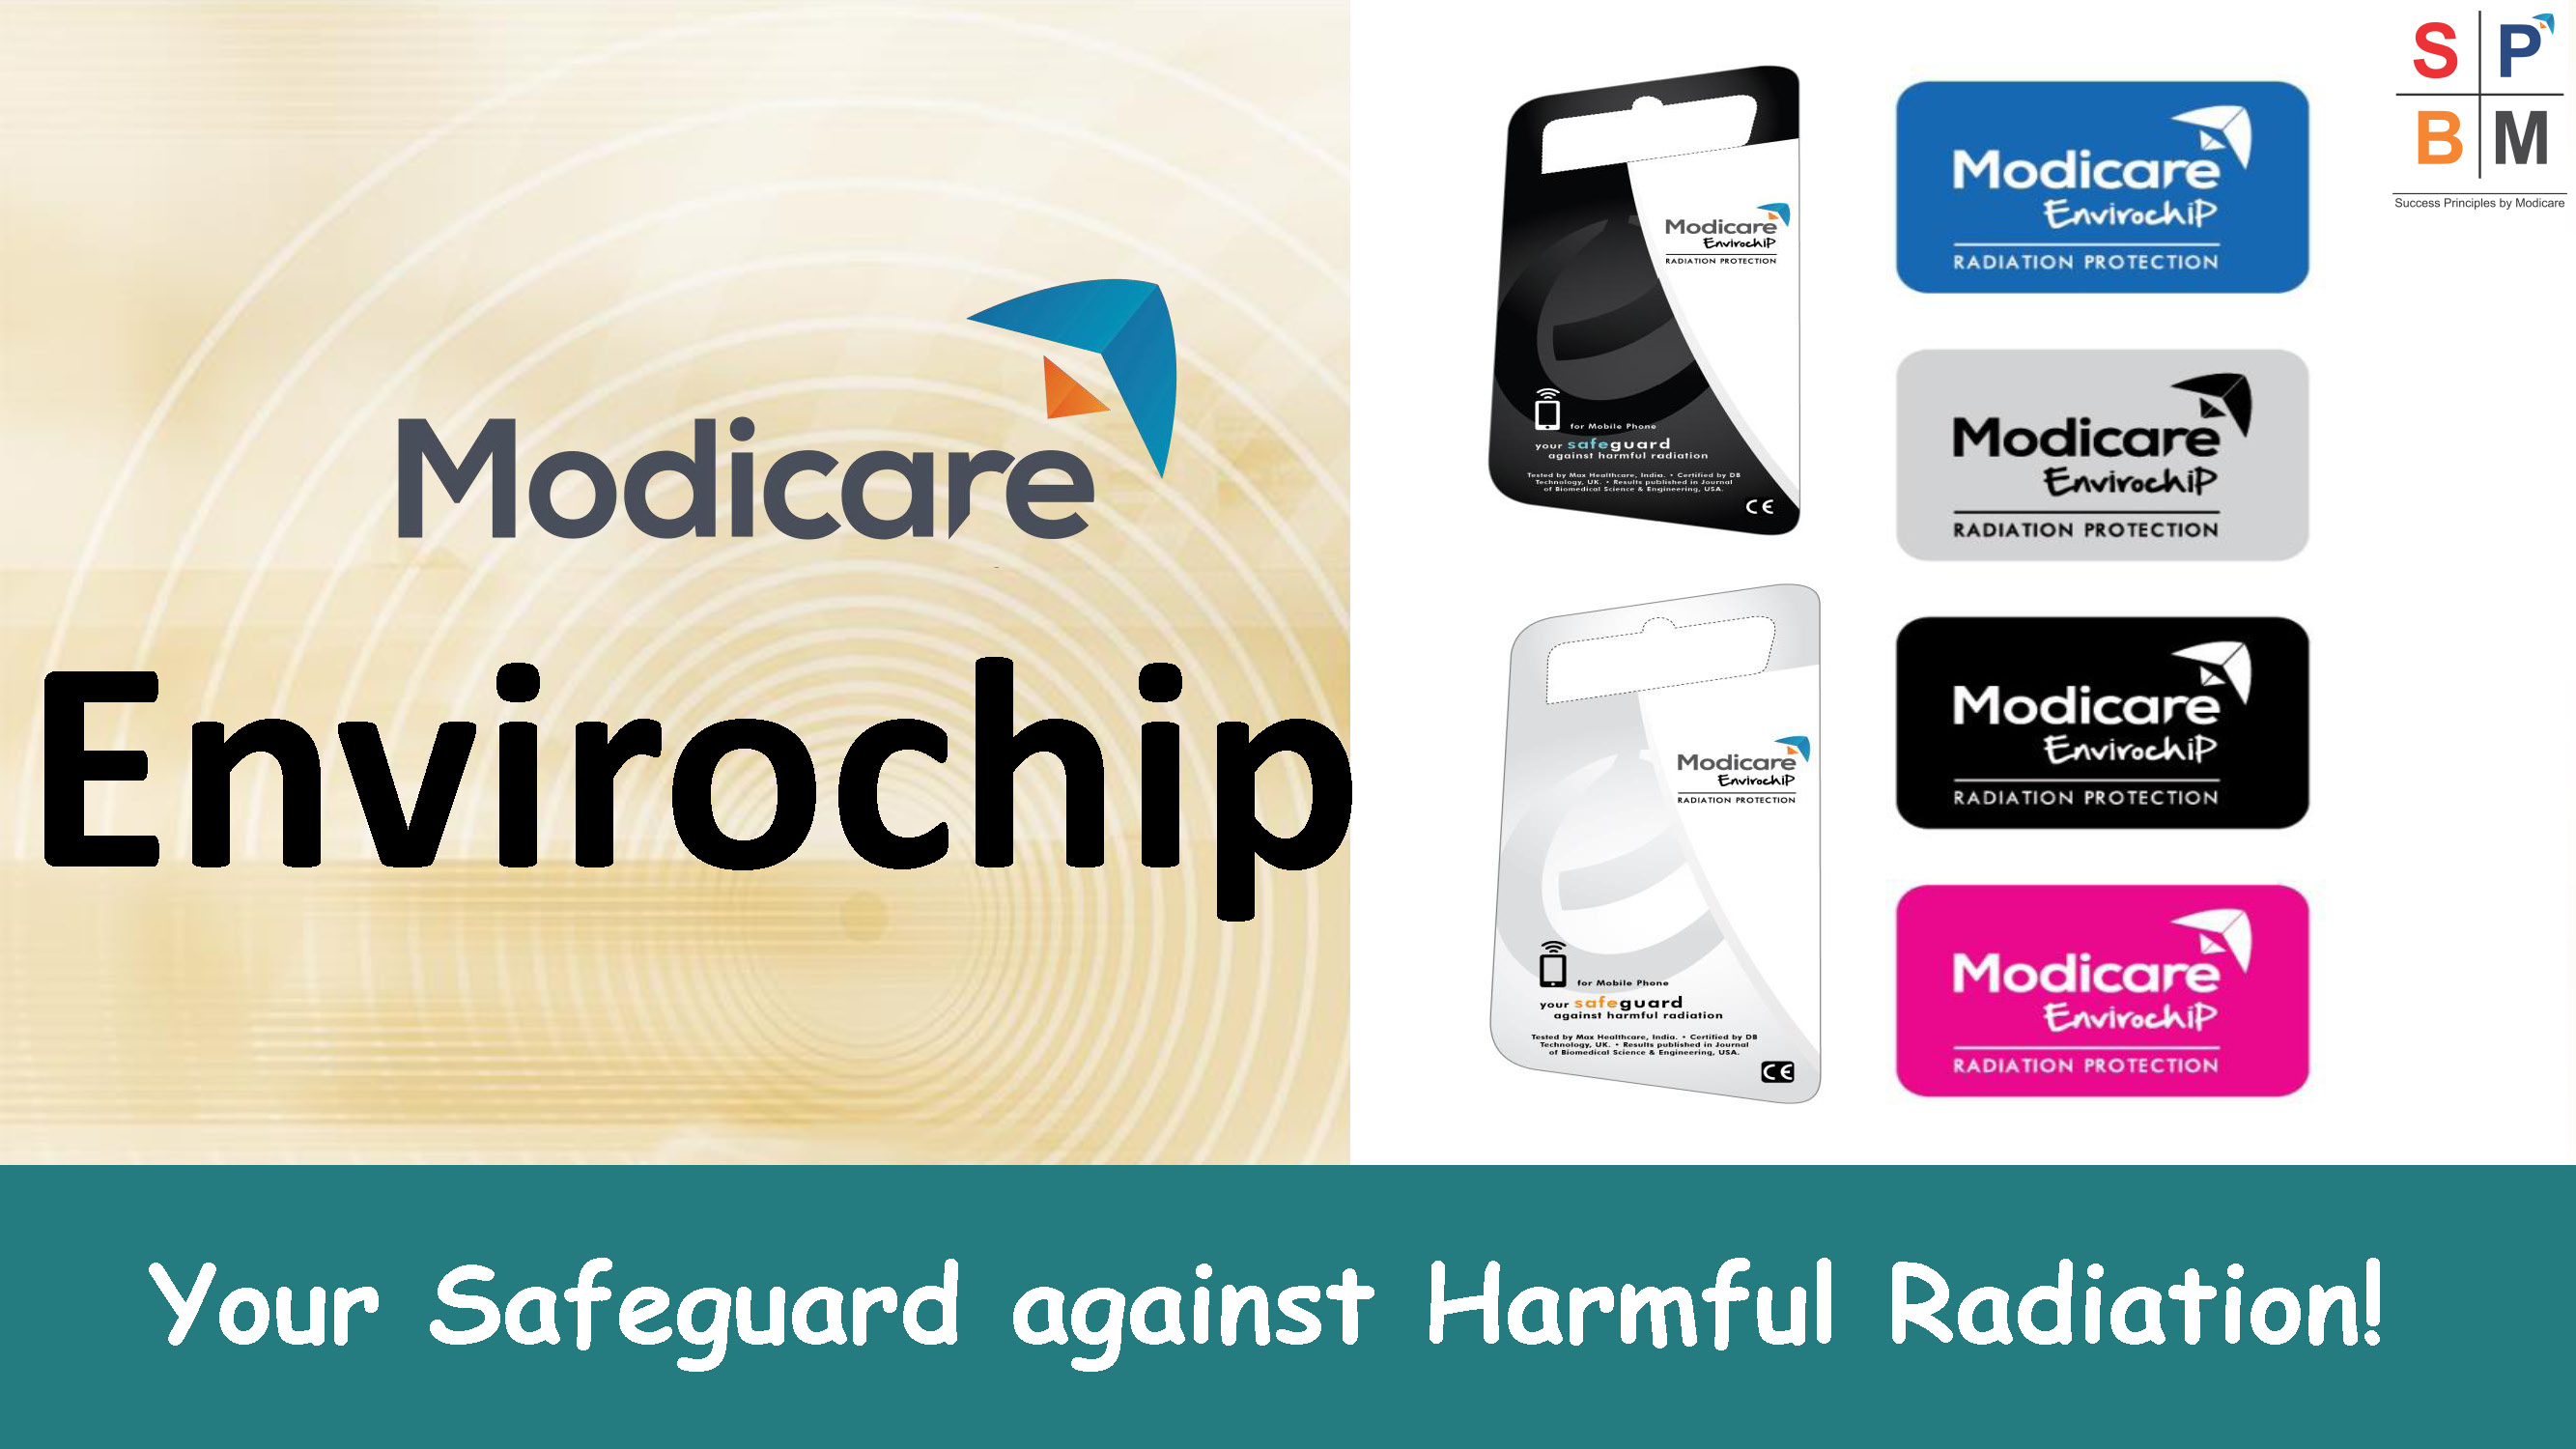 Modicare
Envirochip
Modicare
EnvirochiP
RADIATION PROTECTION
for Mobile Phone
your safeguard
against harmful radiation
Tested by Max Healthcare, India. • Certified by DB
Technology, UK. • Results published in Journal
of Biomedical Science & Engineering, USA.
CE
Modicare
EnvirochiP
RADIATION PROTECTION
for Mobile Phone
your safeguard
against harmful radiation
Tested by Max Healthcare, India. • Certified by DB
Technology, UK. • Results published in Journal
of Biomedical Science & Engineering, USA.
CE
Modicare
EnvirochiP
RADIATION PROTECTION
Modicare
EnvirochiP
RADIATION PROTECTION
Modicare
EnvirochiP
RADIATION PROTECTION
Modicare
EnvirochiP
RADIATION PROTECTION
S P
B M
Success Principles by Modicare
Your Safeguard against Harmful Radiation!